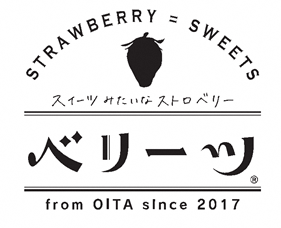 STRAWBERRY = SWEETS
スイーツ みたいな ストロベリー
ベリーツ®
from OITA since 2017